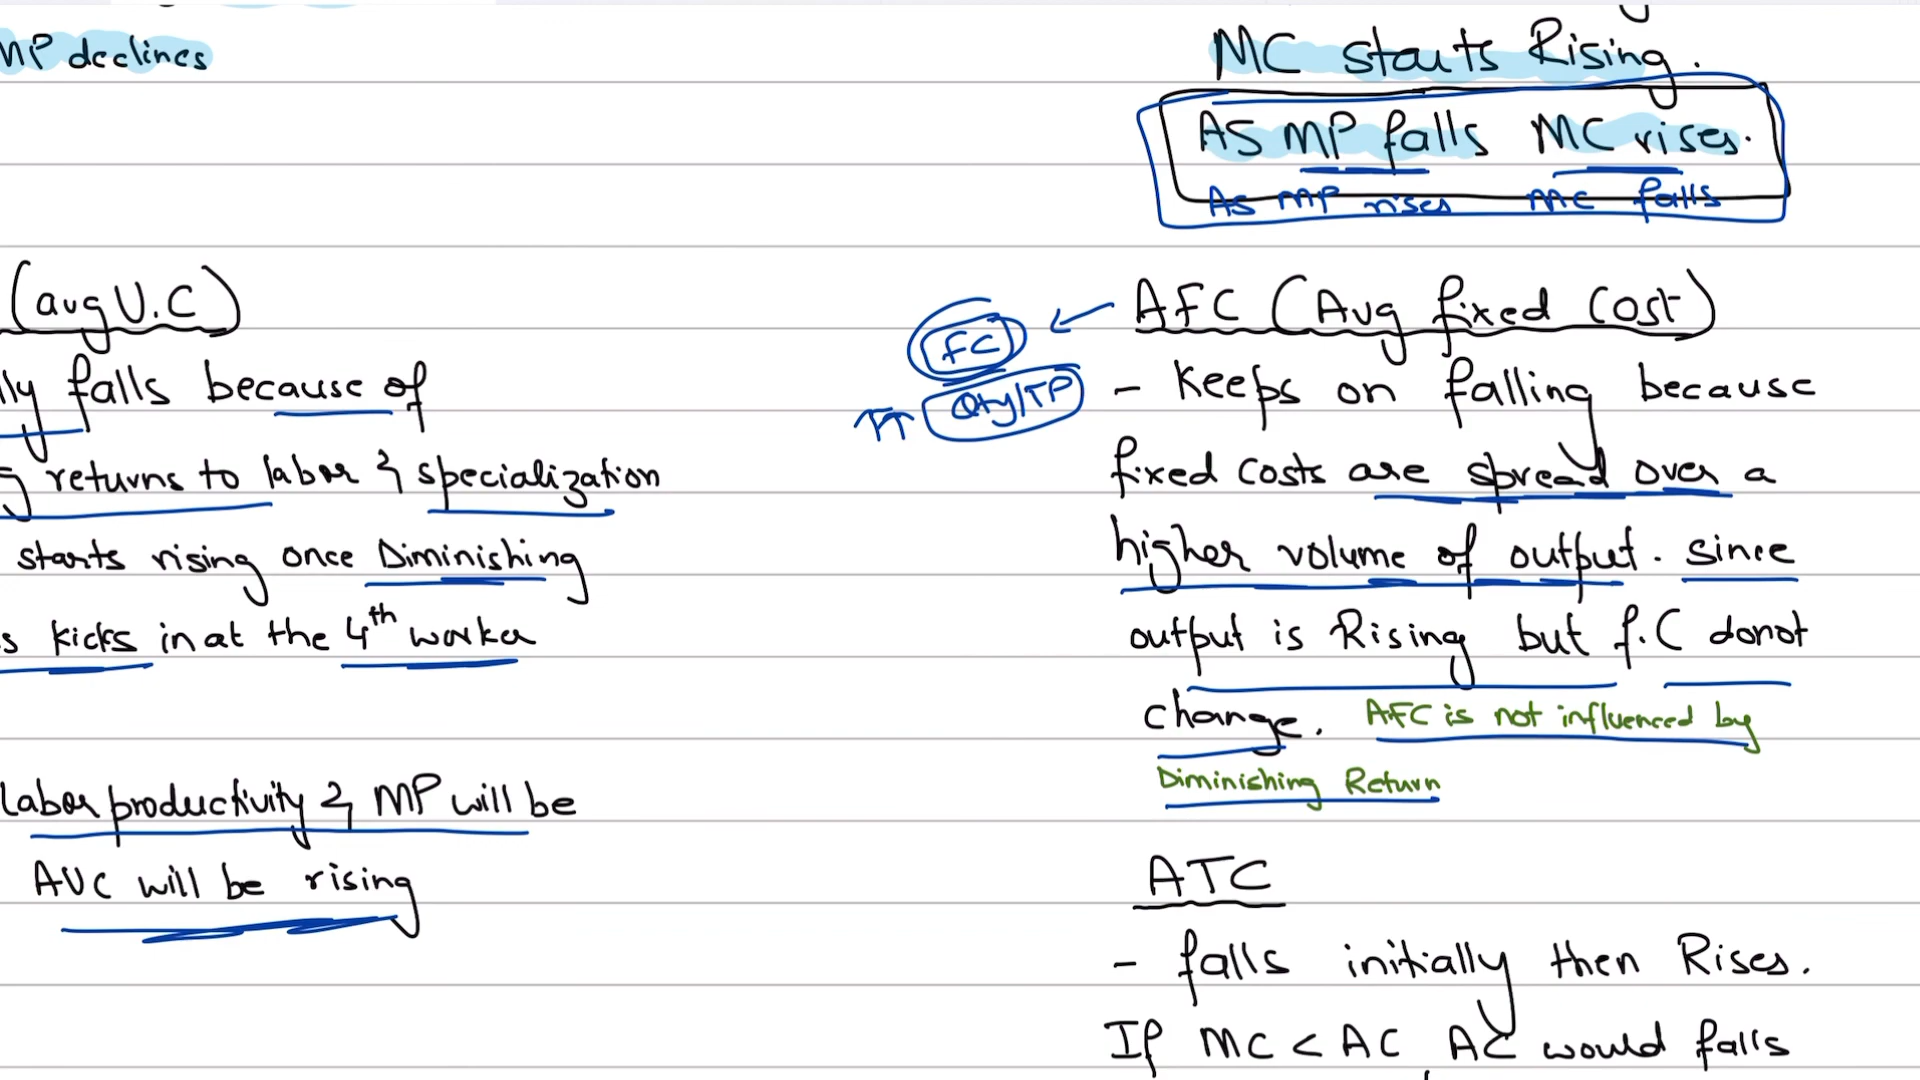 MP declines
(avg V.C)
ly falls because of
g returns to labor & specialization
starts rising once Diminishing
s kicks in at the 4th worker
Labor productivity & MP will be
AVC will be rising
MC starts Rising.
AS MP falls MC rises.
As MP rises MC falls
AFC (Avg fixed Cost)
FC
Qty/TP
- Keeps on falling because
fixed costs are spread over a
higher volume of output. since
output is Rising but f.C donot
change. AFC is not influenced by
Diminishing Return
ATC
- falls initially then Rises.
If MC < AC AC would falls